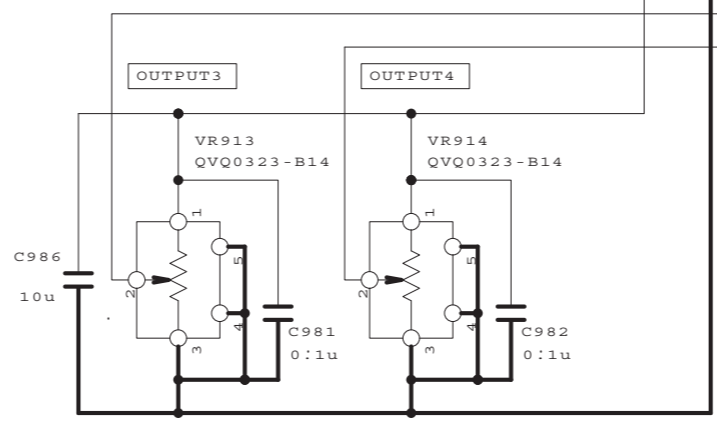 OUTPUT3
OUTPUT4
VR913
QVQ0323-B14
VR914
QVQ0323-B14
1
1
C986
10u
2
5
4
3
2
5
4
3
C981
0.1u
C982
0.1u